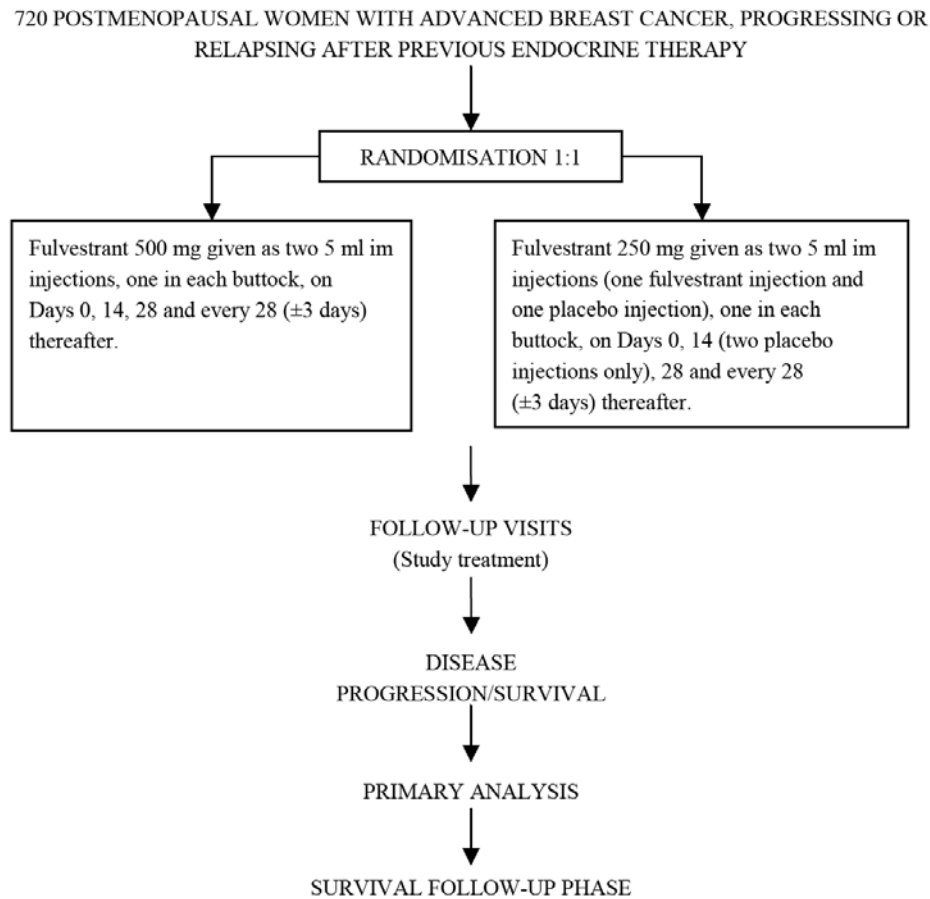 720 POSTMENOPAUSAL WOMEN WITH ADVANCED BREAST CANCER, PROGRESSING OR
RELAPSING AFTER PREVIOUS ENDOCRINE THERAPY
RANDOMISATION 1:1
Fulvestrant 500 mg given as two 5 ml im
injections, one in each buttock, on
Days 0, 14, 28 and every 28 (±3 days)
thereafter.
Fulvestrant 250 mg given as two 5 ml im
injections (one fulvestrant injection and
one placebo injection), one in each
buttock, on Days 0, 14 (two placebo
injections only), 28 and every 28
(±3 days) thereafter.
FOLLOW-UP VISITS
(Study treatment)
DISEASE
PROGRESSION/SURVIVAL
PRIMARY ANALYSIS
SURVIVAL FOLLOW-UP PHASE